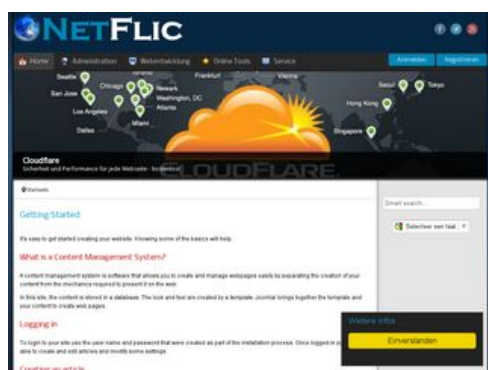 NETFLIC
Home Administration Webentwicklung Online Tools Service Anmelden Registrieren
Seattle Chicago Newark Frankfurt Vienna Seoul Tokyo
San Jose Washington, DC
Los Angeles Atlanta Hong Kong
Dallas Miami Singapore
Cloudflare
Sicherheit und Performance für jede Webseite - kostenlos!
CLOUDFLARE
Startseite
Smart search...
Selecteer een taal
Getting Started
It's easy to get started creating your website. Knowing some of the basics will help.
What is a Content Management System?
A content management system is software that allows you to create and manage webpages easily by separating the creation of your
content from the mechanics required to present it on the web.
In this site, the content is stored in a database. The look and feel are created by a template. Joomla! brings together the template and
your content to create web pages.
Logging in
To login to your site use the user name and password that were created as part of the installation process. Once logged in
able to create and edit articles and modify some settings.
Creating an article
Weitere Infos
Einverstanden